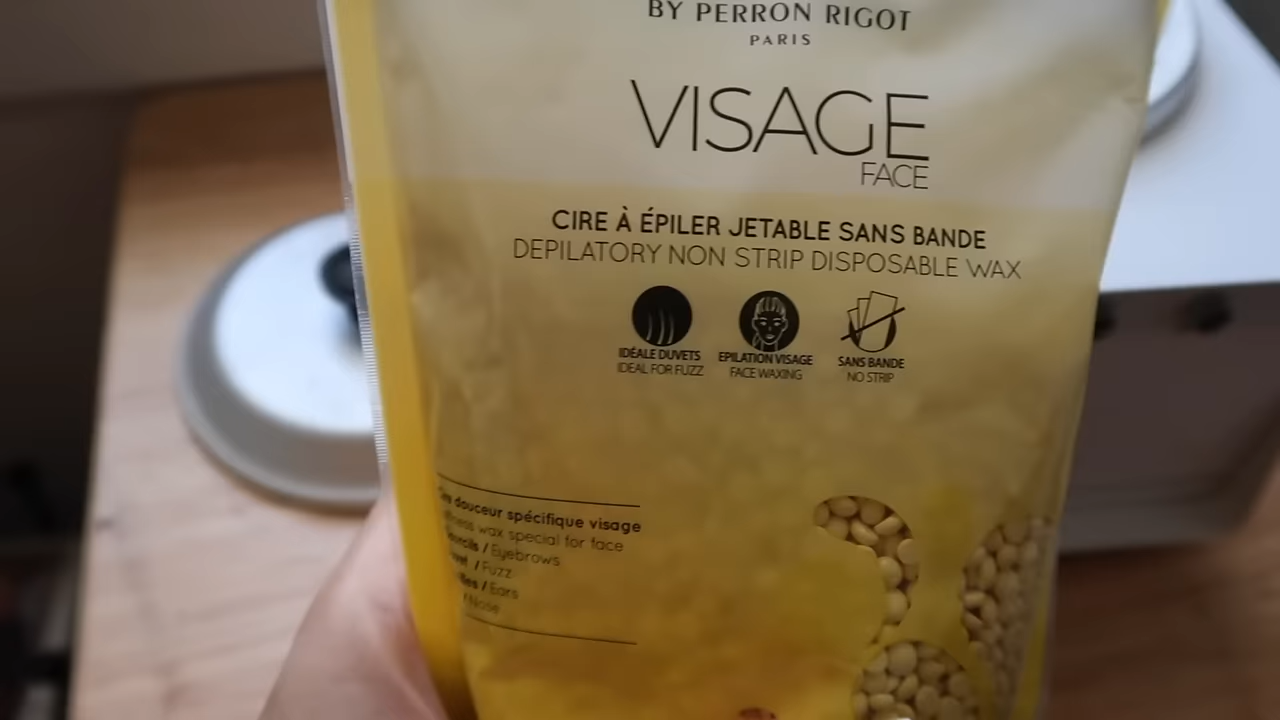 BY PERRON RIGOT
PARIS
VISAGE
FACE
CIRE À ÉPILER JETABLE SANS BANDE
DEPILATORY NON STRIP DISPOSABLE WAX
IDÉALE DUVETS
IDEAL FOR FUZZ
EPILATION VISAGE
FACE WAXING
SANS BANDE
NO STRIP
douceur spécifique visage
wax special for face
/ Eyebrows
/ Fuzz
/ Ears
/ Nose